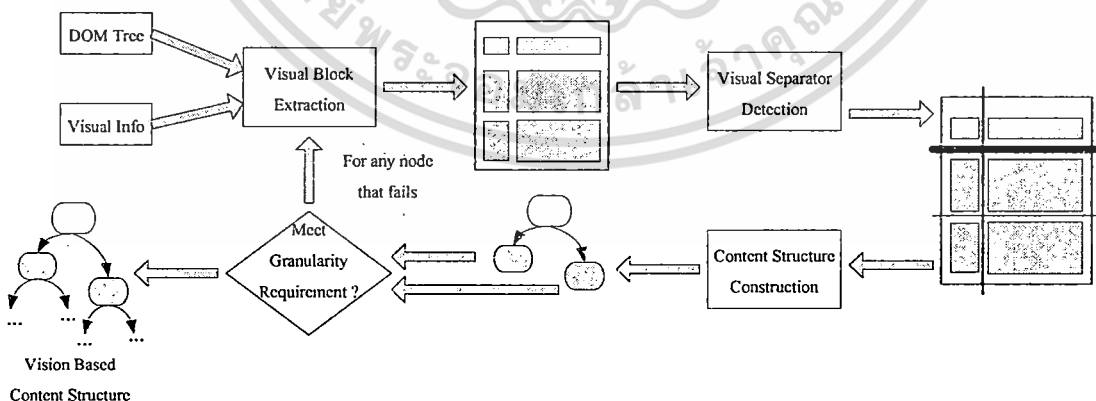 DOM Tree
Visual Info
Visual Block
Extraction
Visual Separator
Detection
For any node
that fails
Meet
Granularity
Requirement ?
Content Structure
Construction
...
...
...
...
Vision Based
Content Structure